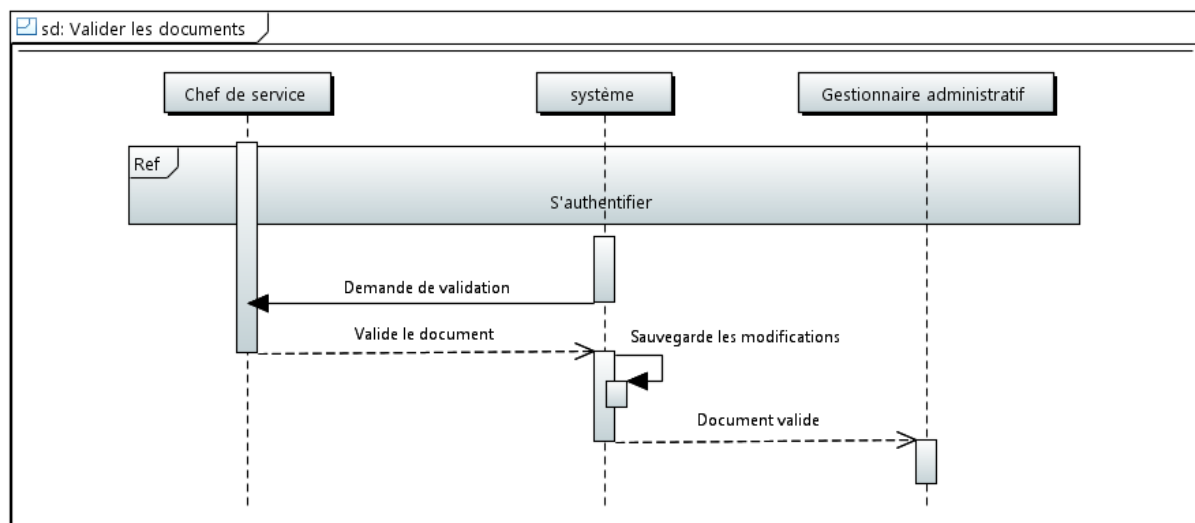 sd: Valider les documents
Chef de service
système
Gestionnaire administratif
Ref
S'authentifier
Demande de validation
Valide le document
Sauvegarde les modifications
Document valide